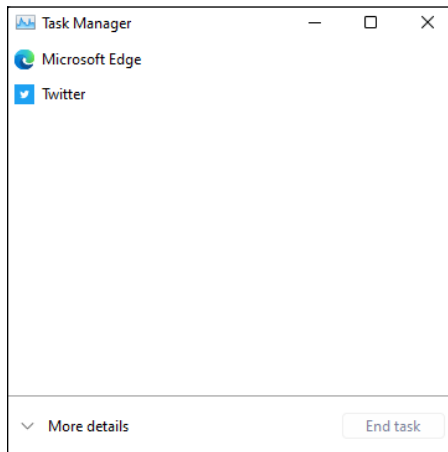 Task Manager
Microsoft Edge
Twitter
More details
End task